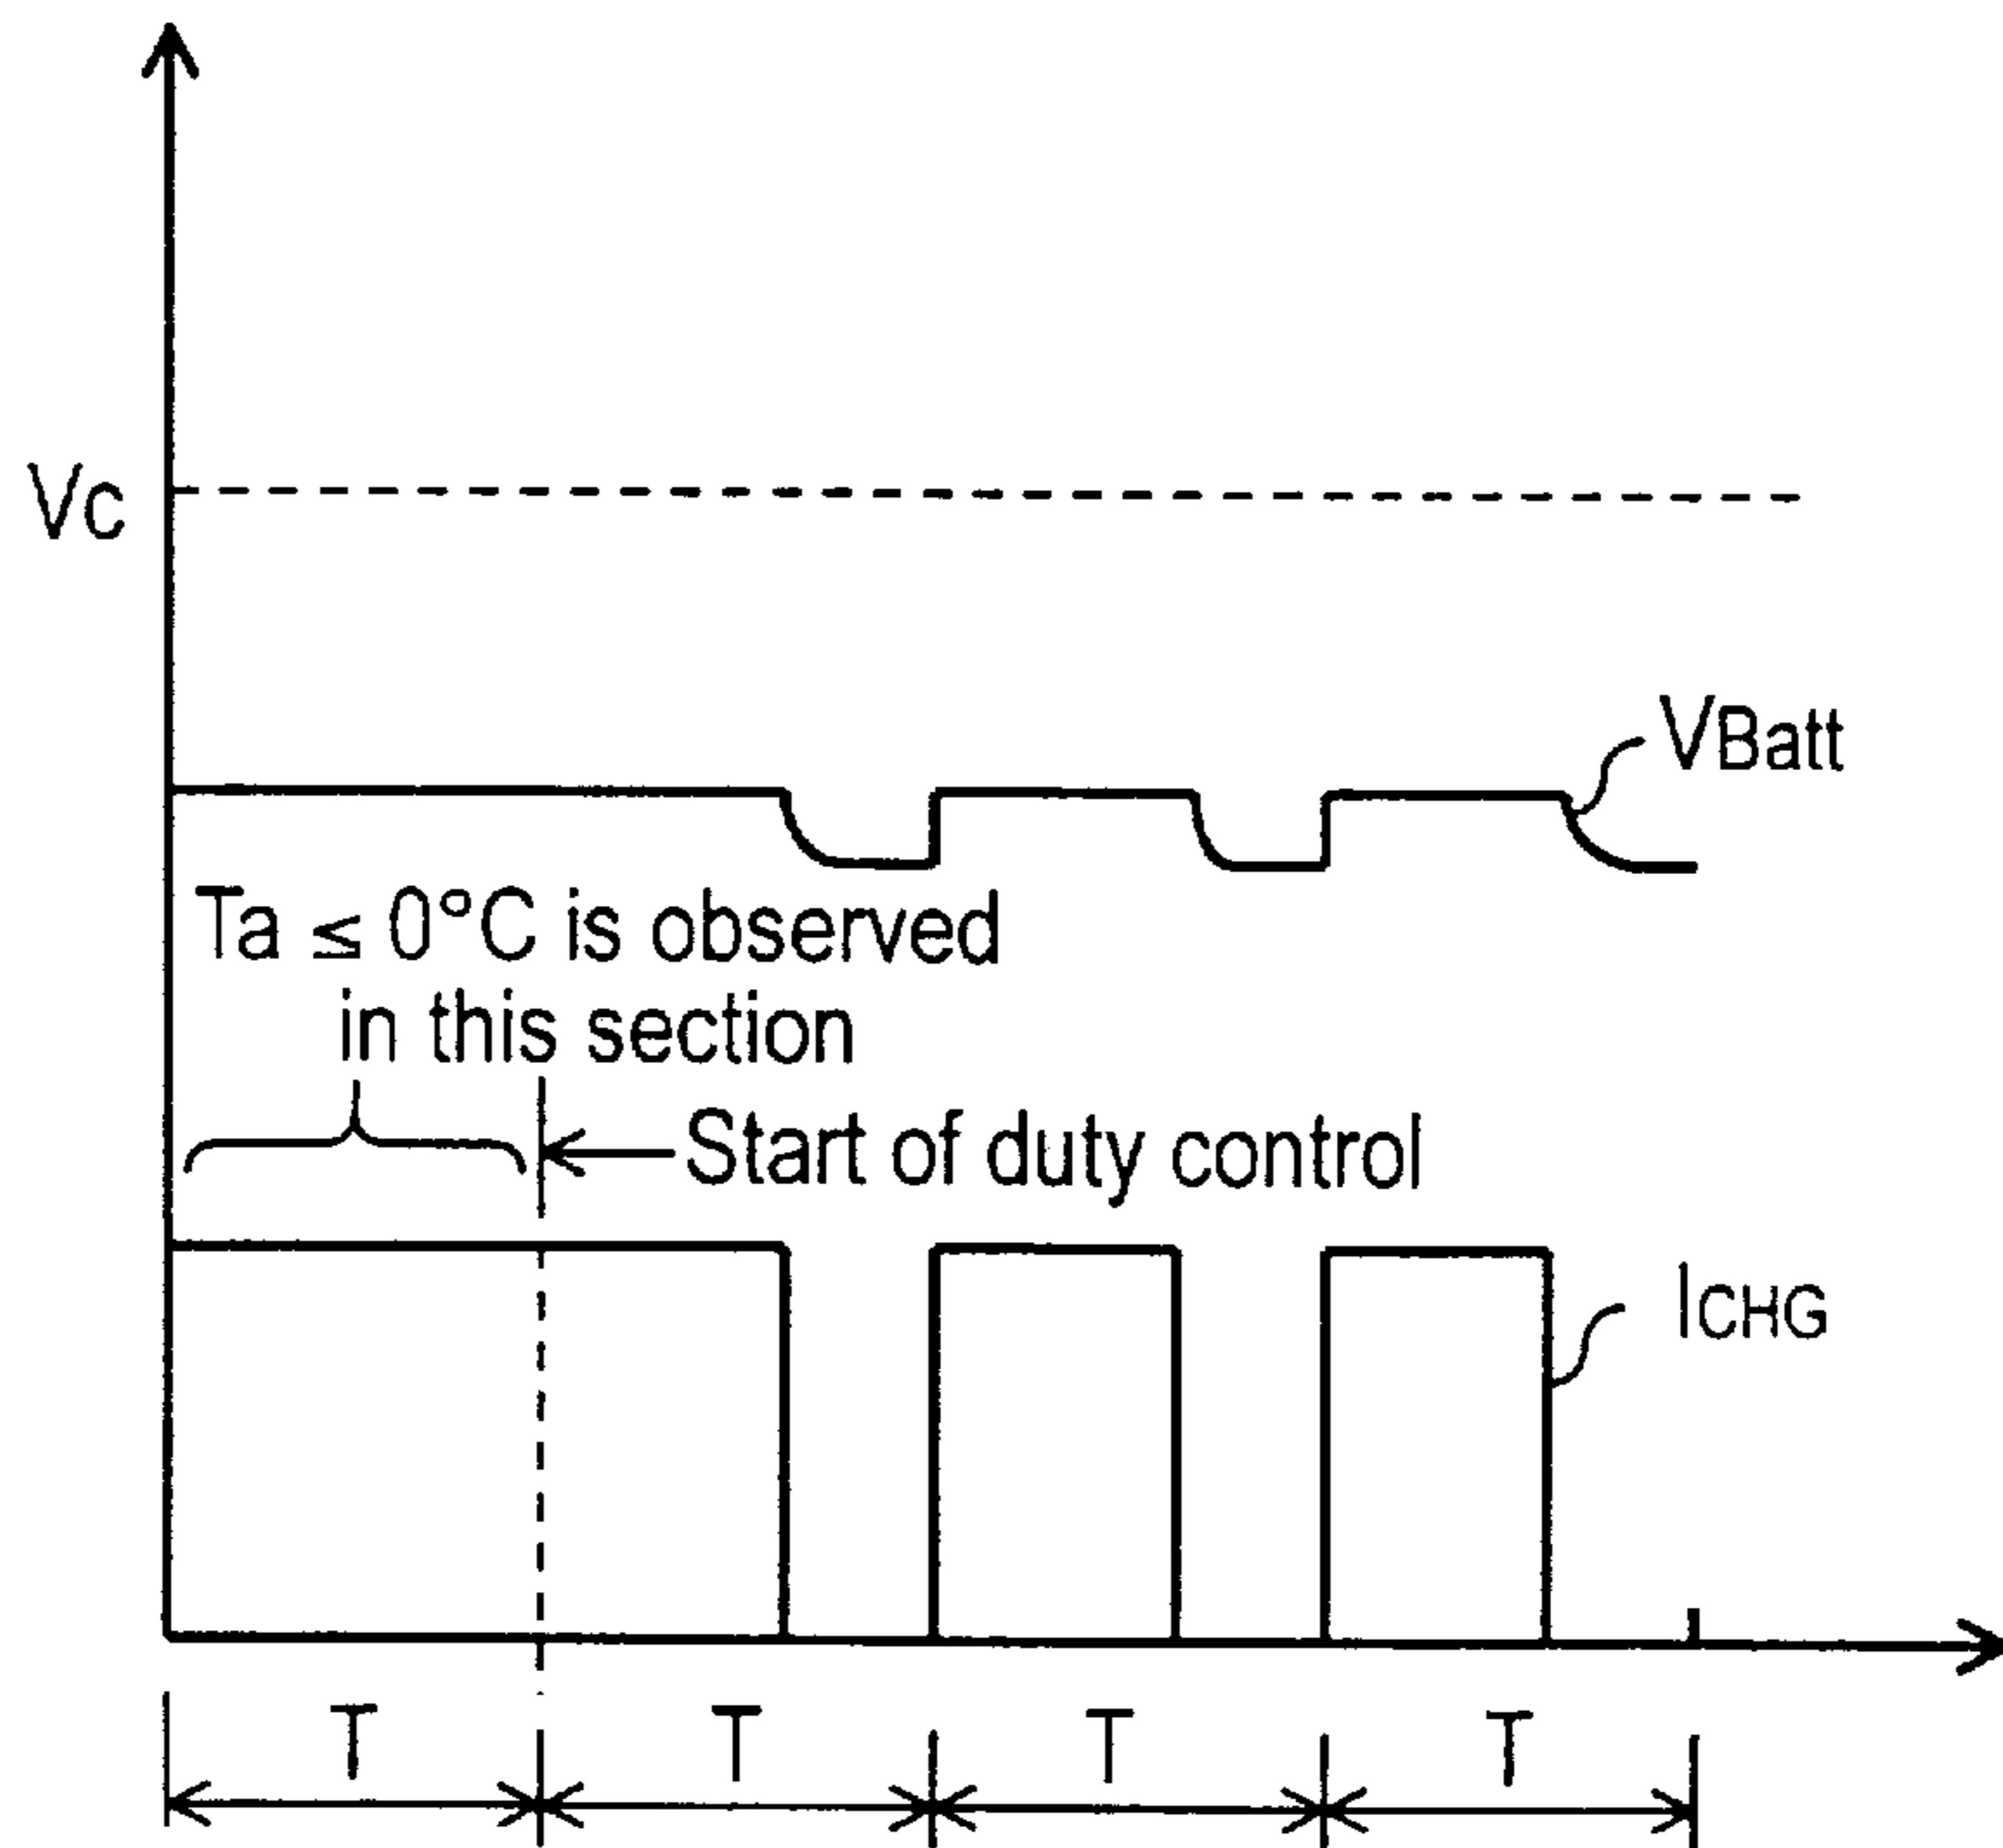 Vc
VBatt
Ta ≤ 0°C is observed
in this section
Start of duty control
ICHG
T T T T